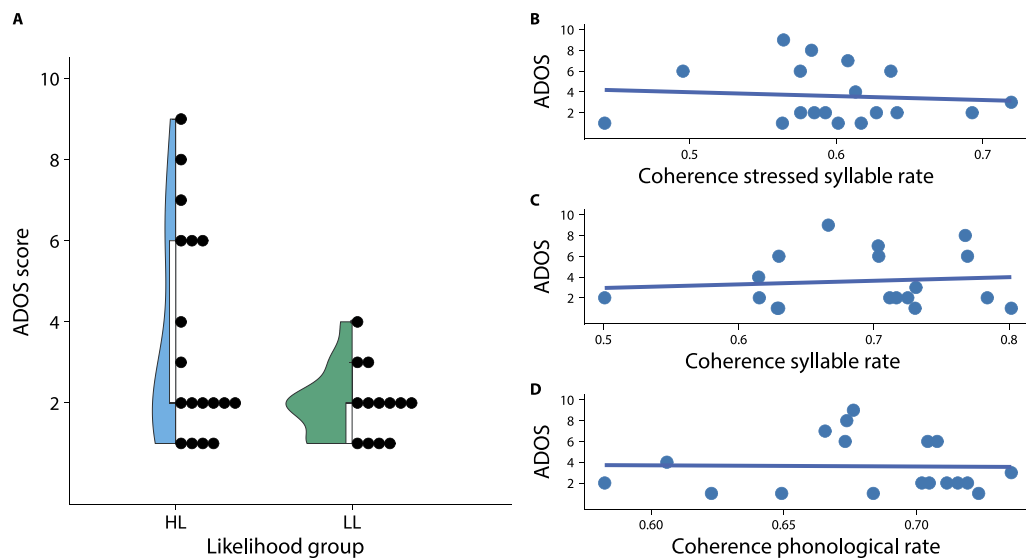 A
10
8
6
4
2
ADOS score
HL
LL
Likelihood group
B
10
8
6
4
2
ADOS
0.5
0.6
0.7
Coherence stressed syllable rate
C
10
8
6
4
2
ADOS
0.5
0.6
0.7
0.8
Coherence syllable rate
D
10
8
6
4
2
ADOS
0.60
0.65
0.70
Coherence phonological rate